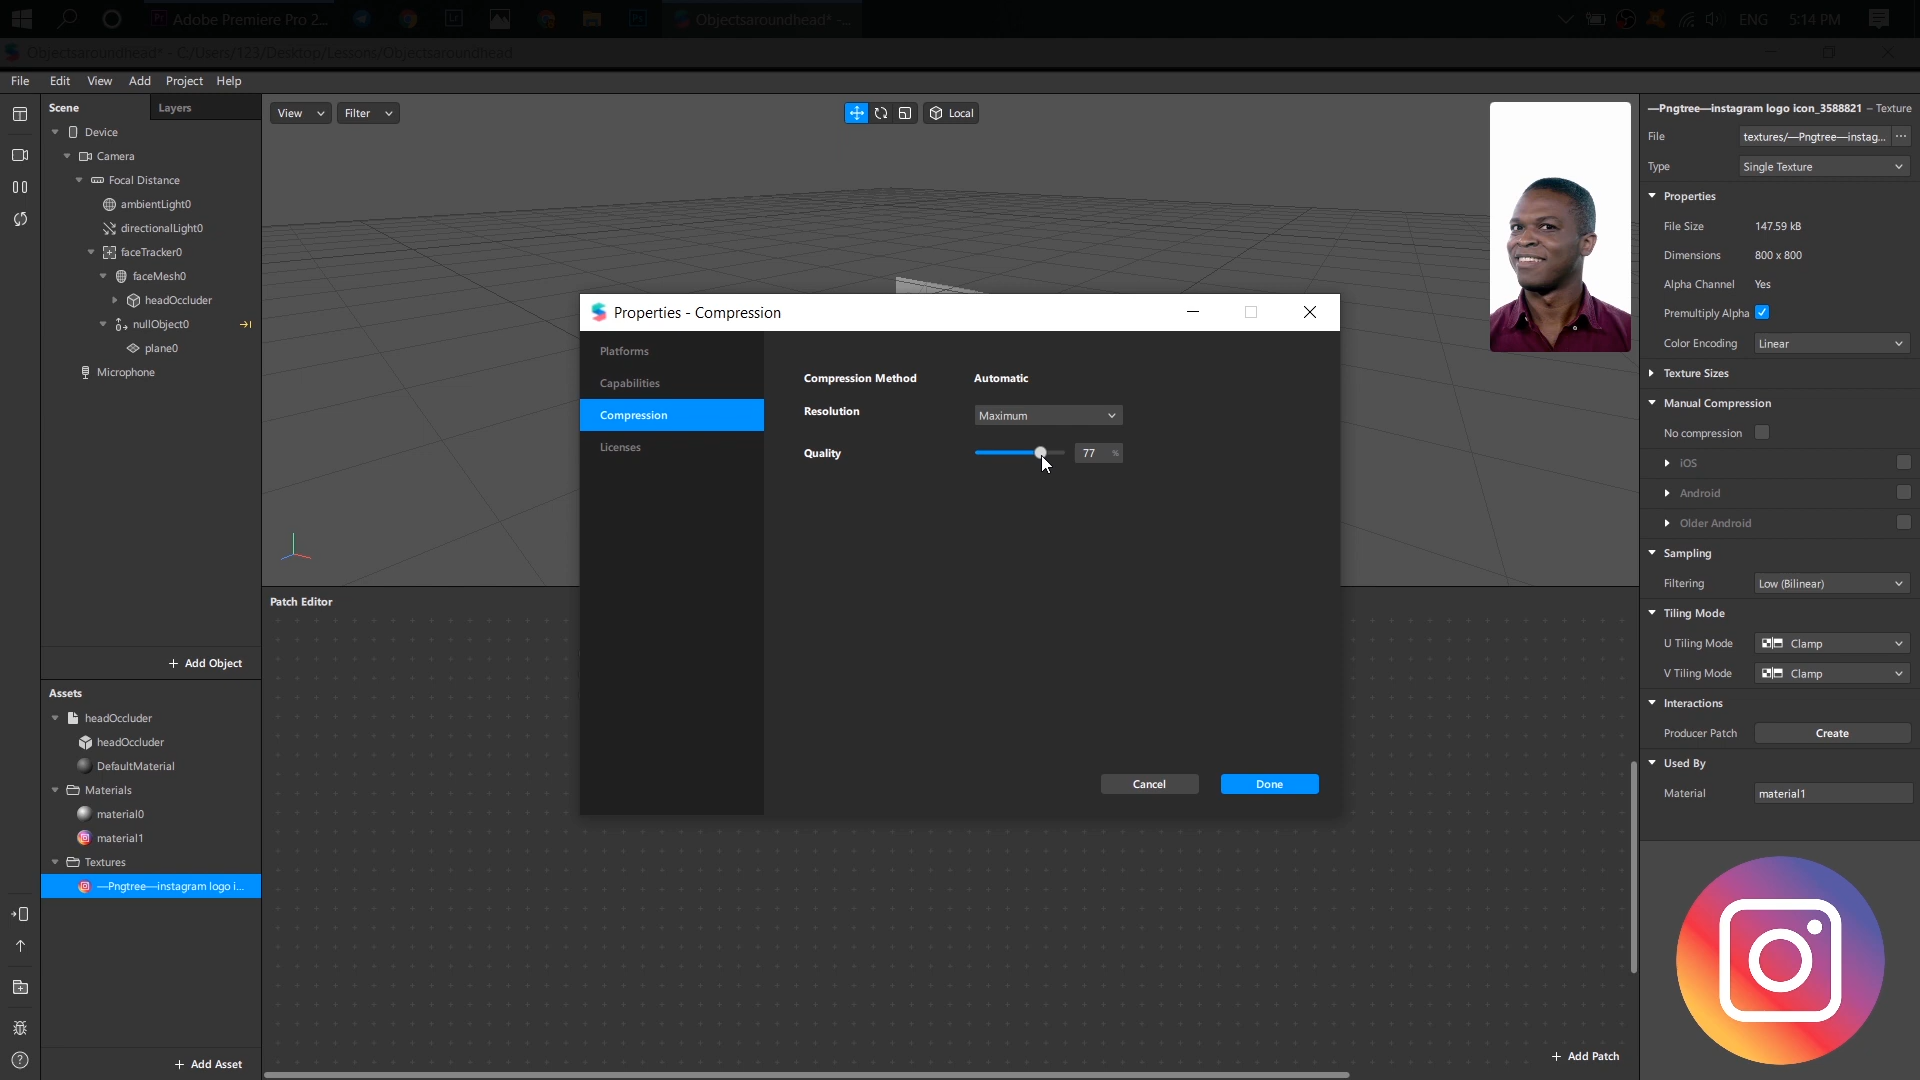 Adobe Premiere Pro 2...
Objectsaroundhead* -...
ENG
5:14 PM
Objectsaroundhead* - C:/Users/123/Desktop/Lessons/Objectsaroundhead
File Edit View Add Project Help
Scene
Layers
Device
Camera
Focal Distance
ambientLight0
directionalLight0
faceTracker0
faceMesh0
headOccluder
nullObject0
plane0
Microphone
+ Add Object
Assets
headOccluder
headOccluder
DefaultMaterial
Materials
material0
material1
Textures
—Pngtree—instagram logo i...
+ Add Asset
View
Filter
Local
Patch Editor
+ Add Patch
Properties - Compression
Platforms
Capabilities
Compression
Licenses
Compression Method Automatic
Resolution Maximum
Quality 77 %
Cancel
Done
—Pngtree—instagram logo icon_3588821 – Texture
File textures/—Pngtree—instag... ...
Type Single Texture
Properties
File Size 147.59 kB
Dimensions 800 x 800
Alpha Channel Yes
Premultiply Alpha
Color Encoding Linear
Texture Sizes
Manual Compression
No compression
iOS
Android
Older Android
Sampling
Filtering Low (Bilinear)
Tiling Mode
U Tiling Mode Clamp
V Tiling Mode Clamp
Interactions
Producer Patch Create
Used By
Material material1